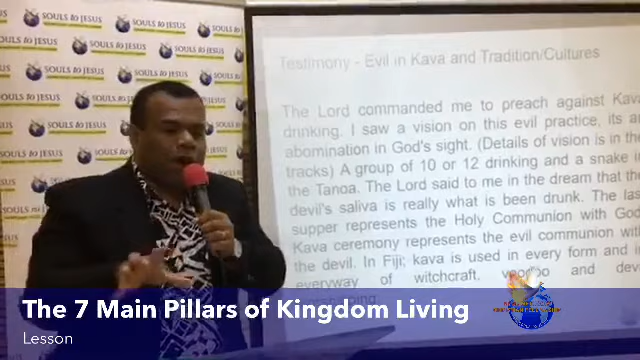 SOULS to JESUS
Testimony - Evil in Kava and Tradition/Cultures
The Lord commanded me to preach against Kava
drinking. I saw a vision on this evil practice, its an
abomination in God's sight. (Details of vision is in the
tracks) A group of 10 or 12 drinking and a snake in
the Tanoa. The Lord said to me in the dream that the
devil's saliva is really what is been drunk. The last
supper represents the Holy Communion with God
Kava ceremony represents the evil communion with
the devil. In Fiji; kava is used in every form and in
everyway of witchcraft, voodoo and
The 7 Main Pillars of Kingdom Living
Lesson